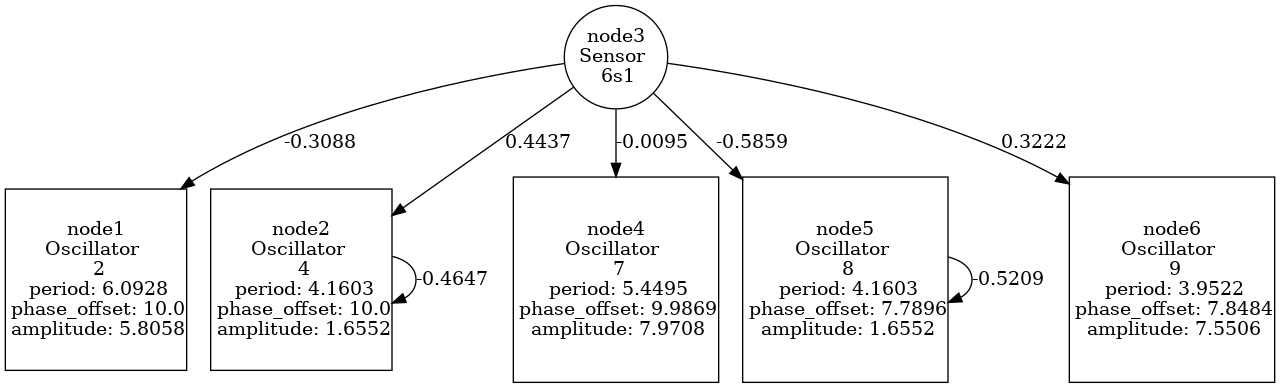 node3
Sensor
6s1
-0.3088
0.4437
-0.0095
-0.5859
0.3222
node1
Oscillator
2
period: 6.0928
phase_offset: 10.0
amplitude: 5.8058
node2
Oscillator
4
period: 4.1603
phase_offset: 10.0
amplitude: 1.6552
-0.4647
node4
Oscillator
7
period: 5.4495
phase_offset: 9.9869
amplitude: 7.9708
node5
Oscillator
8
period: 4.1603
phase_offset: 7.7896
amplitude: 1.6552
-0.5209
node6
Oscillator
9
period: 3.9522
phase_offset: 7.8484
amplitude: 7.5506